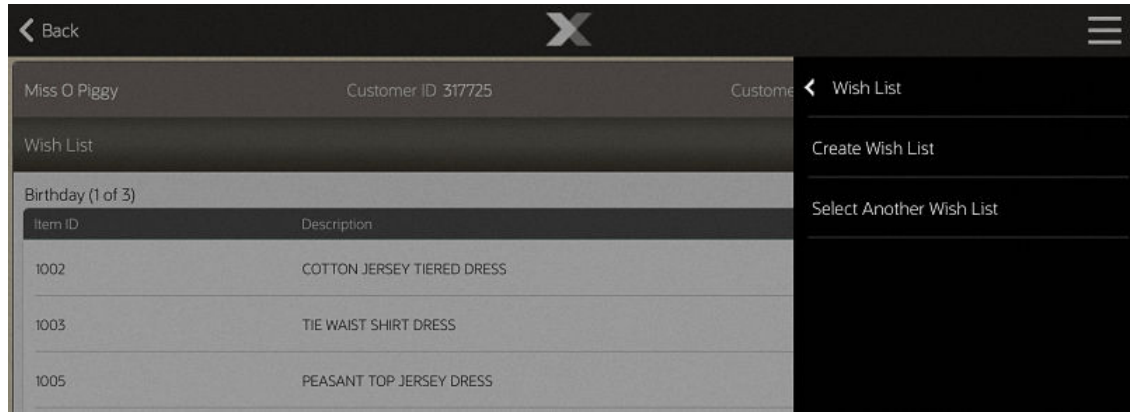 Back
Miss O Piggy Customer ID 317725 Custome
Wish List
Wish List
Create Wish List
Birthday (1 of 3)
Select Another Wish List
Item ID Description
1002 COTTON JERSEY TIERED DRESS
1003 TIE WAIST SHIRT DRESS
1005 PEASANT TOP JERSEY DRESS